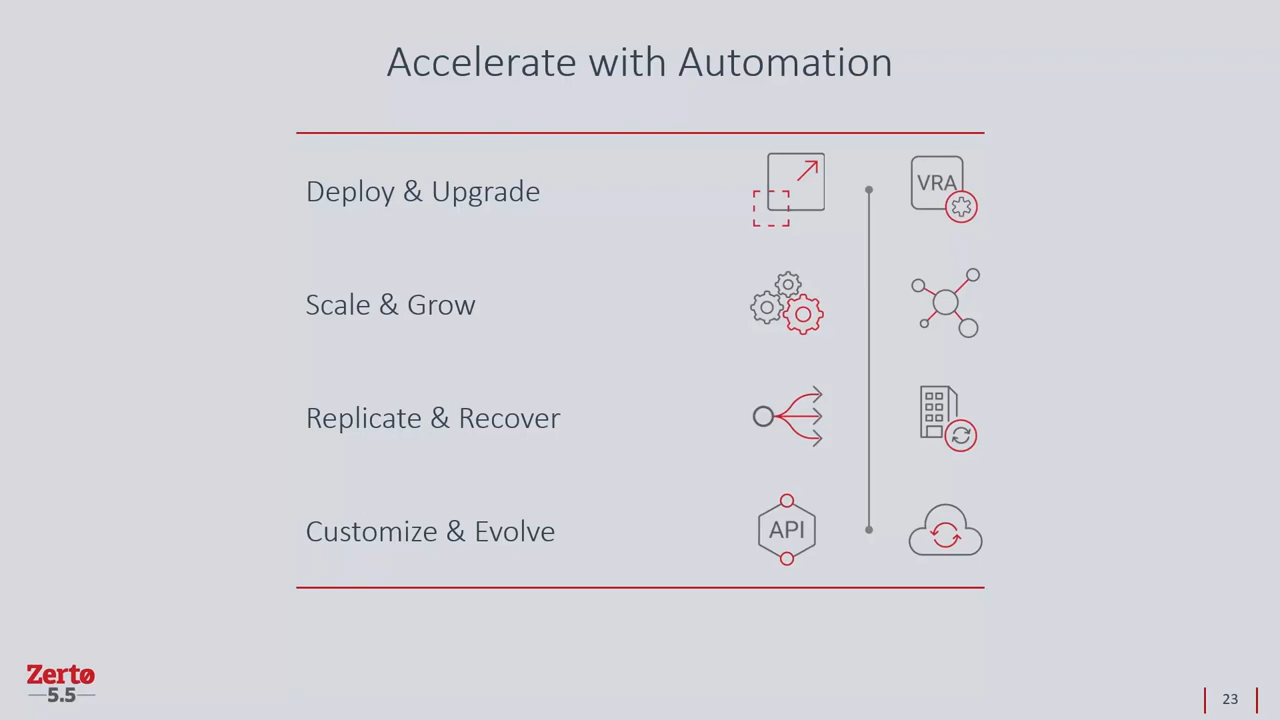 Accelerate with Automation
Deploy & Upgrade
VRA
Scale & Grow
Replicate & Recover
Customize & Evolve
API
Zerto
5.5
23